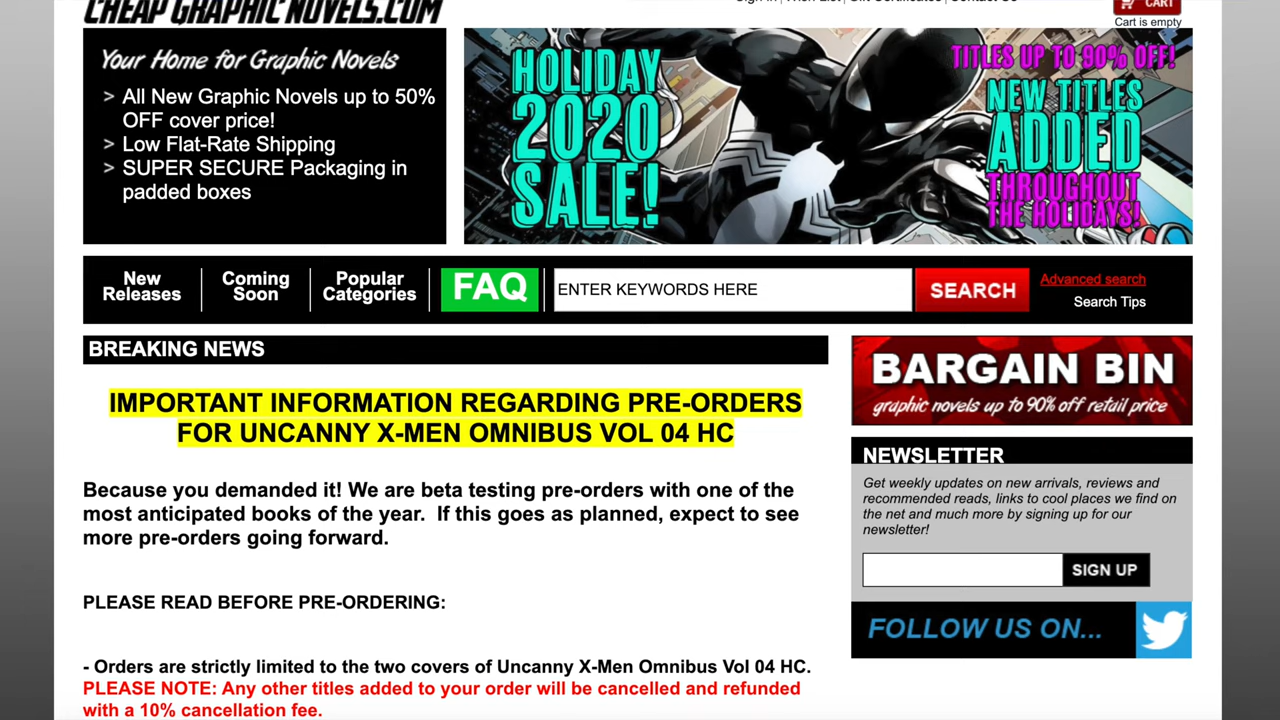 CHEAP GRAPHIC NOVELS.COM
Sign In | Wish List | Gift Certificates | Contact Us
CART
Cart is empty
Your Home for Graphic Novels
> All New Graphic Novels up to 50%
OFF cover price!
> Low Flat-Rate Shipping
> SUPER SECURE Packaging in
padded boxes
HOLIDAY
2020
SALE!
TITLES UP TO 90% OFF!
NEW TITLES
ADDED
THROUGHOUT
THE HOLIDAYS!
New
Releases
Coming
Soon
Popular
Categories
FAQ
ENTER KEYWORDS HERE
SEARCH
Advanced search
Search Tips
BREAKING NEWS
IMPORTANT INFORMATION REGARDING PRE-ORDERS
FOR UNCANNY X-MEN OMNIBUS VOL 04 HC
Because you demanded it! We are beta testing pre-orders with one of the
most anticipated books of the year.  If this goes as planned, expect to see
more pre-orders going forward.
PLEASE READ BEFORE PRE-ORDERING:
- Orders are strictly limited to the two covers of Uncanny X-Men Omnibus Vol 04 HC.
PLEASE NOTE: Any other titles added to your order will be cancelled and refunded
with a 10% cancellation fee.
BARGAIN BIN
graphic novels up to 90% off retail price
NEWSLETTER
Get weekly updates on new arrivals, reviews and
recommended reads, links to cool places we find on
the net and much more by signing up for our
newsletter!
SIGN UP
FOLLOW US ON...